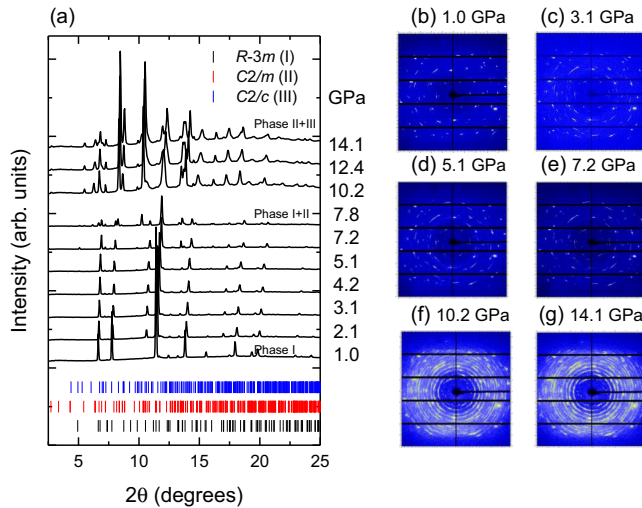 (a)
R-3m (I)
C2/m (II)
C2/c (III)
GPa
Phase II+III
14.1
12.4
10.2
Phase I+II
7.8
7.2
5.1
4.2
3.1
2.1
Phase I
1.0
Intensity (arb. units)
5 10 15 20 25
2θ (degrees)
(b) 1.0 GPa
(c) 3.1 GPa
(d) 5.1 GPa
(e) 7.2 GPa
(f) 10.2 GPa
(g) 14.1 GPa